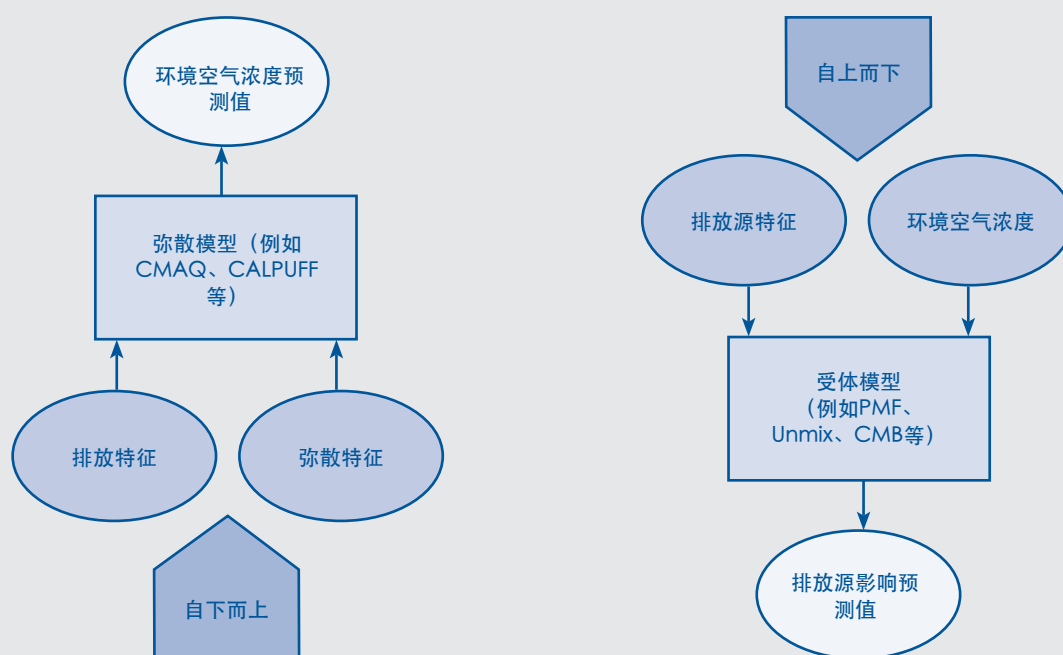 环境空气浓度预
测值
弥散模型（例如
CMAQ、CALPUFF
等）
排放特征
弥散特征
自下而上
自上而下
排放源特征
环境空气浓度
受体模型
（例如PMF、
Unmix、CMB等）
排放源影响预
测值